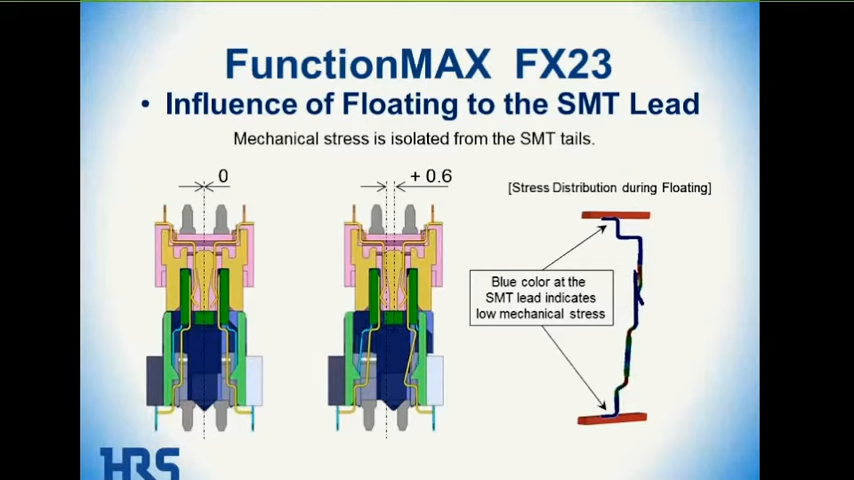 FunctionMAX FX23
• Influence of Floating to the SMT Lead
Mechanical stress is isolated from the SMT tails.
0
+ 0.6
[Stress Distribution during Floating]
Blue color at the
SMT lead indicates
low mechanical stress
HRS